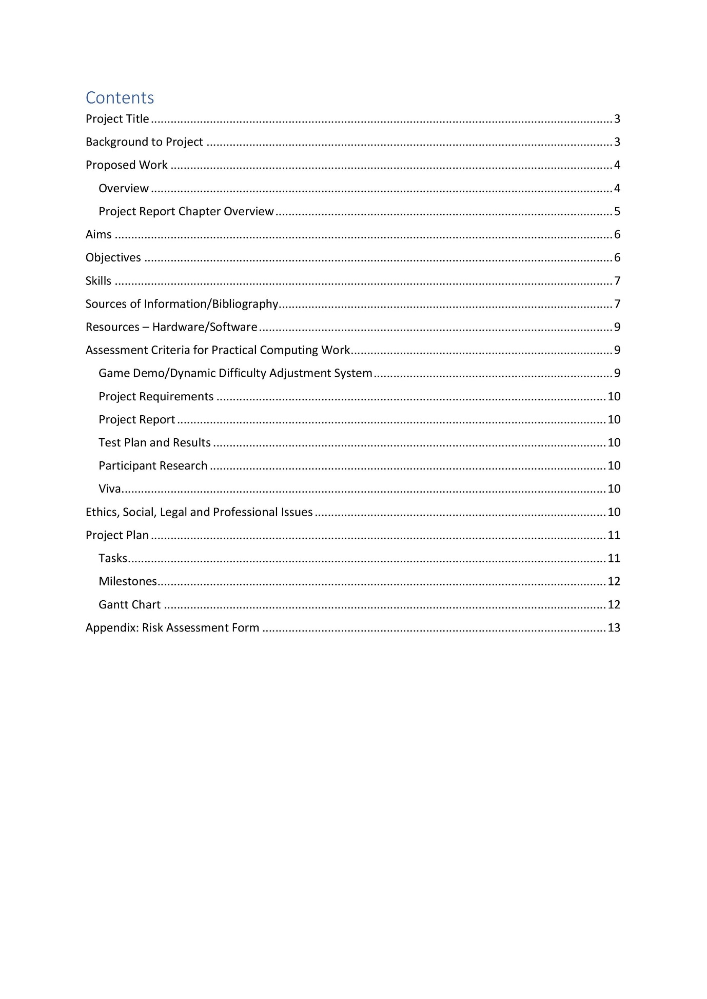 Contents
Project Title ........ 3
Background to Project ........ 3
Proposed Work ........ 4
Overview ........ 4
Project Report Chapter Overview ........ 5
Aims ........ 6
Objectives ........ 6
Skills ........ 7
Sources of Information/Bibliography ........ 7
Resources – Hardware/Software ........ 9
Assessment Criteria for Practical Computing Work ........ 9
Game Demo/Dynamic Difficulty Adjustment System ........ 9
Project Requirements ........ 10
Project Report ........ 10
Test Plan and Results ........ 10
Participant Research ........ 10
Viva ........ 10
Ethics, Social, Legal and Professional Issues ........ 10
Project Plan ........ 11
Tasks ........ 11
Milestones ........ 12
Gantt Chart ........ 12
Appendix: Risk Assessment Form ........ 13